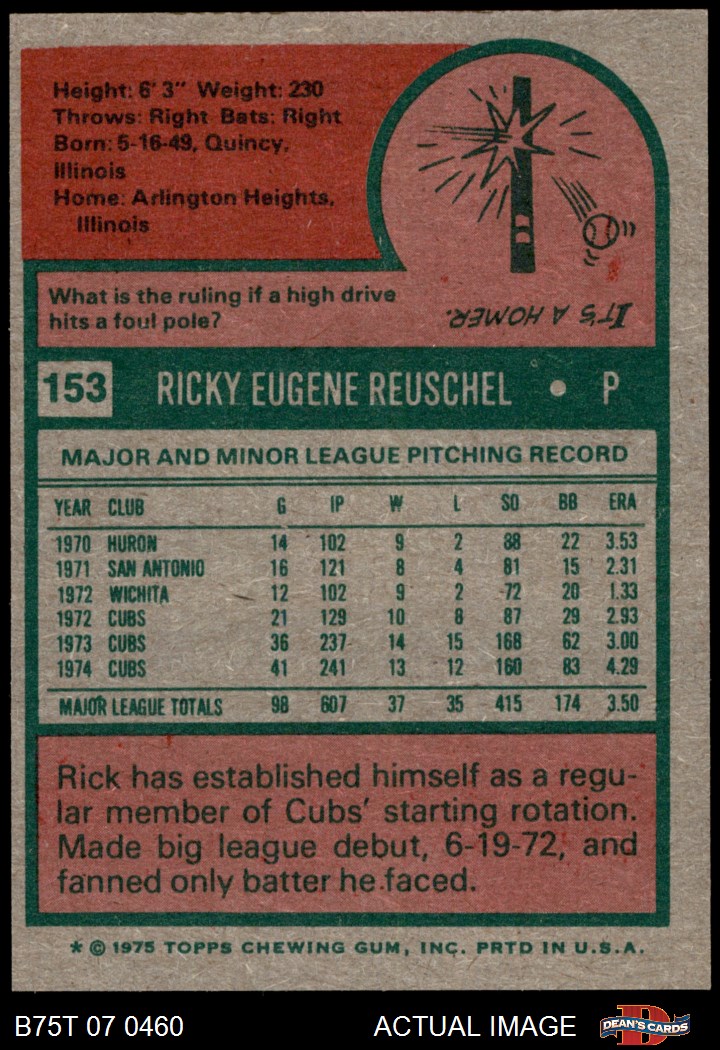 Height: 6' 3" Weight: 230
Throws: Right Bats: Right
Born: 5-16-49, Quincy,
Illinois
Home: Arlington Heights,
Illinois
What is the ruling if a high drive
hits a foul pole?
IT'S A HOMER.
153 RICKY EUGENE REUSCHEL • P
MAJOR AND MINOR LEAGUE PITCHING RECORD
YEAR CLUB G IP W L SO BB ERA
1970 HURON 14 102 9 2 88 22 3.53
1971 SAN ANTONIO 16 121 8 4 81 15 2.31
1972 WICHITA 12 102 9 2 72 20 1.33
1972 CUBS 21 129 10 8 87 29 2.93
1973 CUBS 36 237 14 15 168 62 3.00
1974 CUBS 41 241 13 12 160 83 4.29
MAJOR LEAGUE TOTALS 98 607 37 35 415 174 3.50
Rick has established himself as a regu-
lar member of Cubs' starting rotation.
Made big league debut, 6-19-72, and
fanned only batter he faced.
* © 1975 TOPPS CHEWING GUM, INC. PRTD IN U.S.A.
B75T 07 0460 ACTUAL IMAGE DEAN'S CARDS